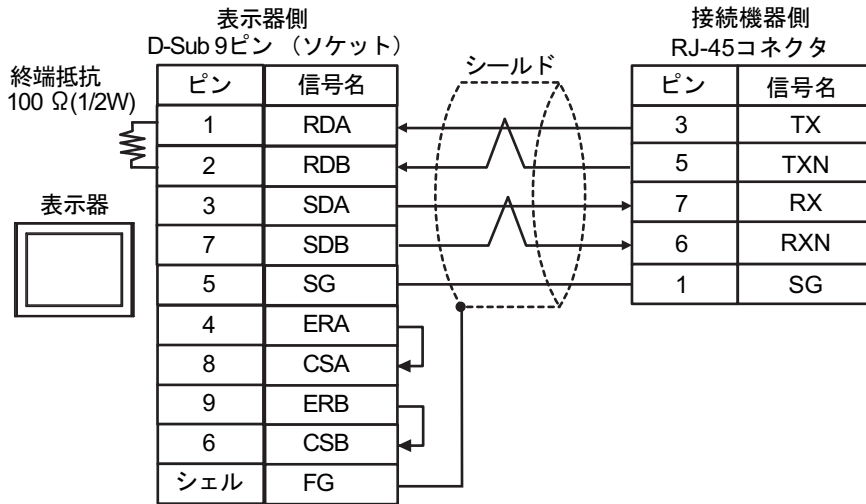 表示器側
D-Sub 9ピン （ソケット）
接続機器側
RJ-45コネクタ
終端抵抗
100 Ω(1/2W)
シールド
表示器
ピン 信号名
1 RDA
2 RDB
3 SDA
7 SDB
5 SG
4 ERA
8 CSA
9 ERB
6 CSB
シェル FG
ピン 信号名
3 TX
5 TXN
7 RX
6 RXN
1 SG